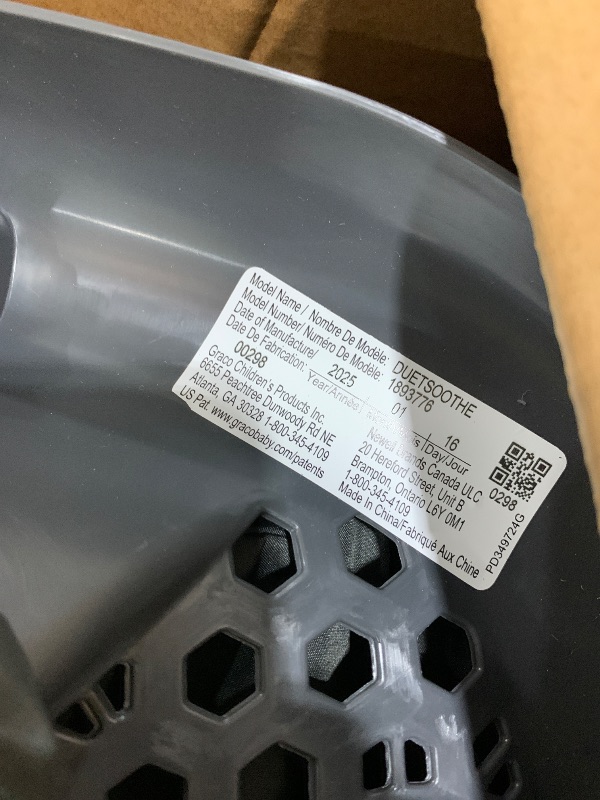 Model Name / Nombre De Modèle: DUETSOOTHE
Model Number/ Numéro De Modèle: 1893776
Date of Manufacture/
Date De Fabrication: 2025 01 16
00298 Year/Année Day/Jour
Graco Children's Products Inc.
6655 Peachtree Dunwoody Rd NE
Atlanta, GA 30328 1-800-345-4109
US Pat. www.gracobaby.com/patents
Newell Brands Canada ULC
20 Hereford Street, Unit B
Brampton, Ontario L6Y 0M1
1-800-345-4109
Made In China/Fabriqué Aux Chine
0298
PD349724G